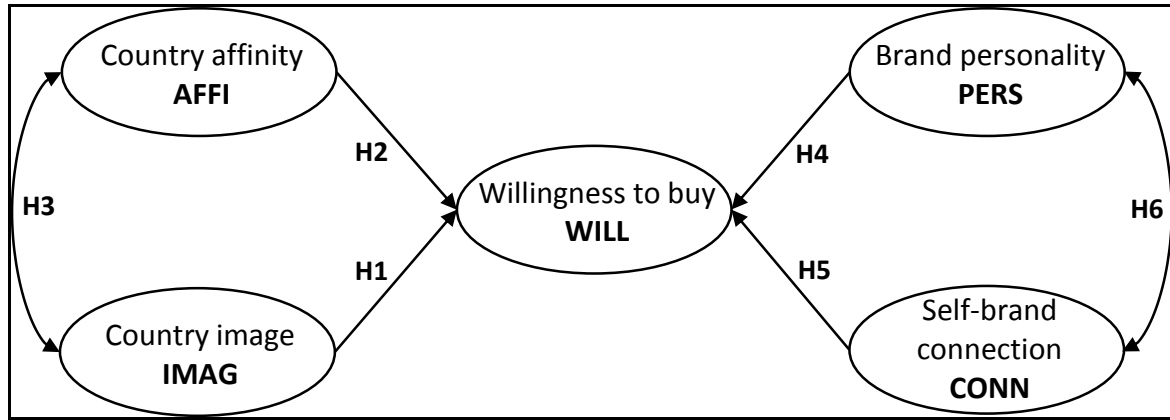 Country affinity
AFFI
Brand personality
PERS
H2
H4
H3
Willingness to buy
WILL
H6
H1
H5
Country image
IMAG
Self-brand
connection
CONN